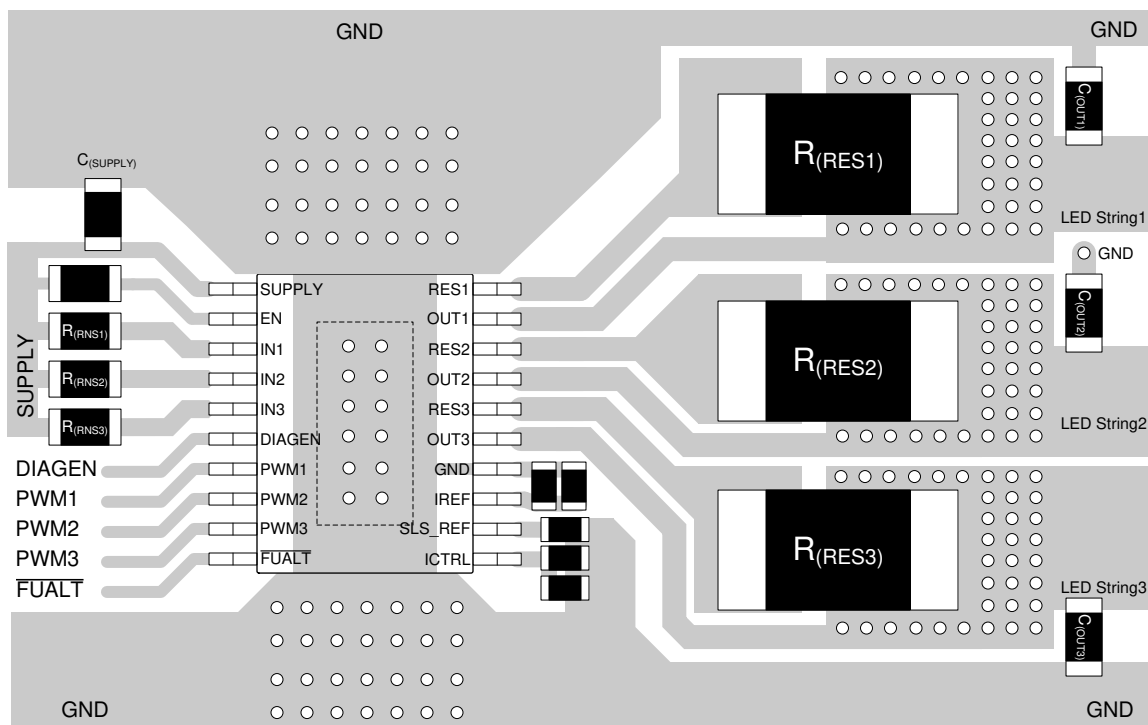 GND
GND
C(SUPPLY)
C(OUT1)
R(RES1)
LED String1
GND
SUPPLY
RES1
EN
OUT1
R(RNS1)
IN1
RES2
C(OUT2)
SUPPLY
R(RNS2)
IN2
OUT2
R(RES2)
R(RNS3)
IN3
RES3
LED String2
DIAGEN
OUT3
DIAGEN
PWM1
GND
PWM1
PWM2
IREF
PWM2
PWM3
SLS_REF
PWM3
FUALT
ICTRL
R(RES3)
FUALT
LED String3
C(OUT3)
GND
GND